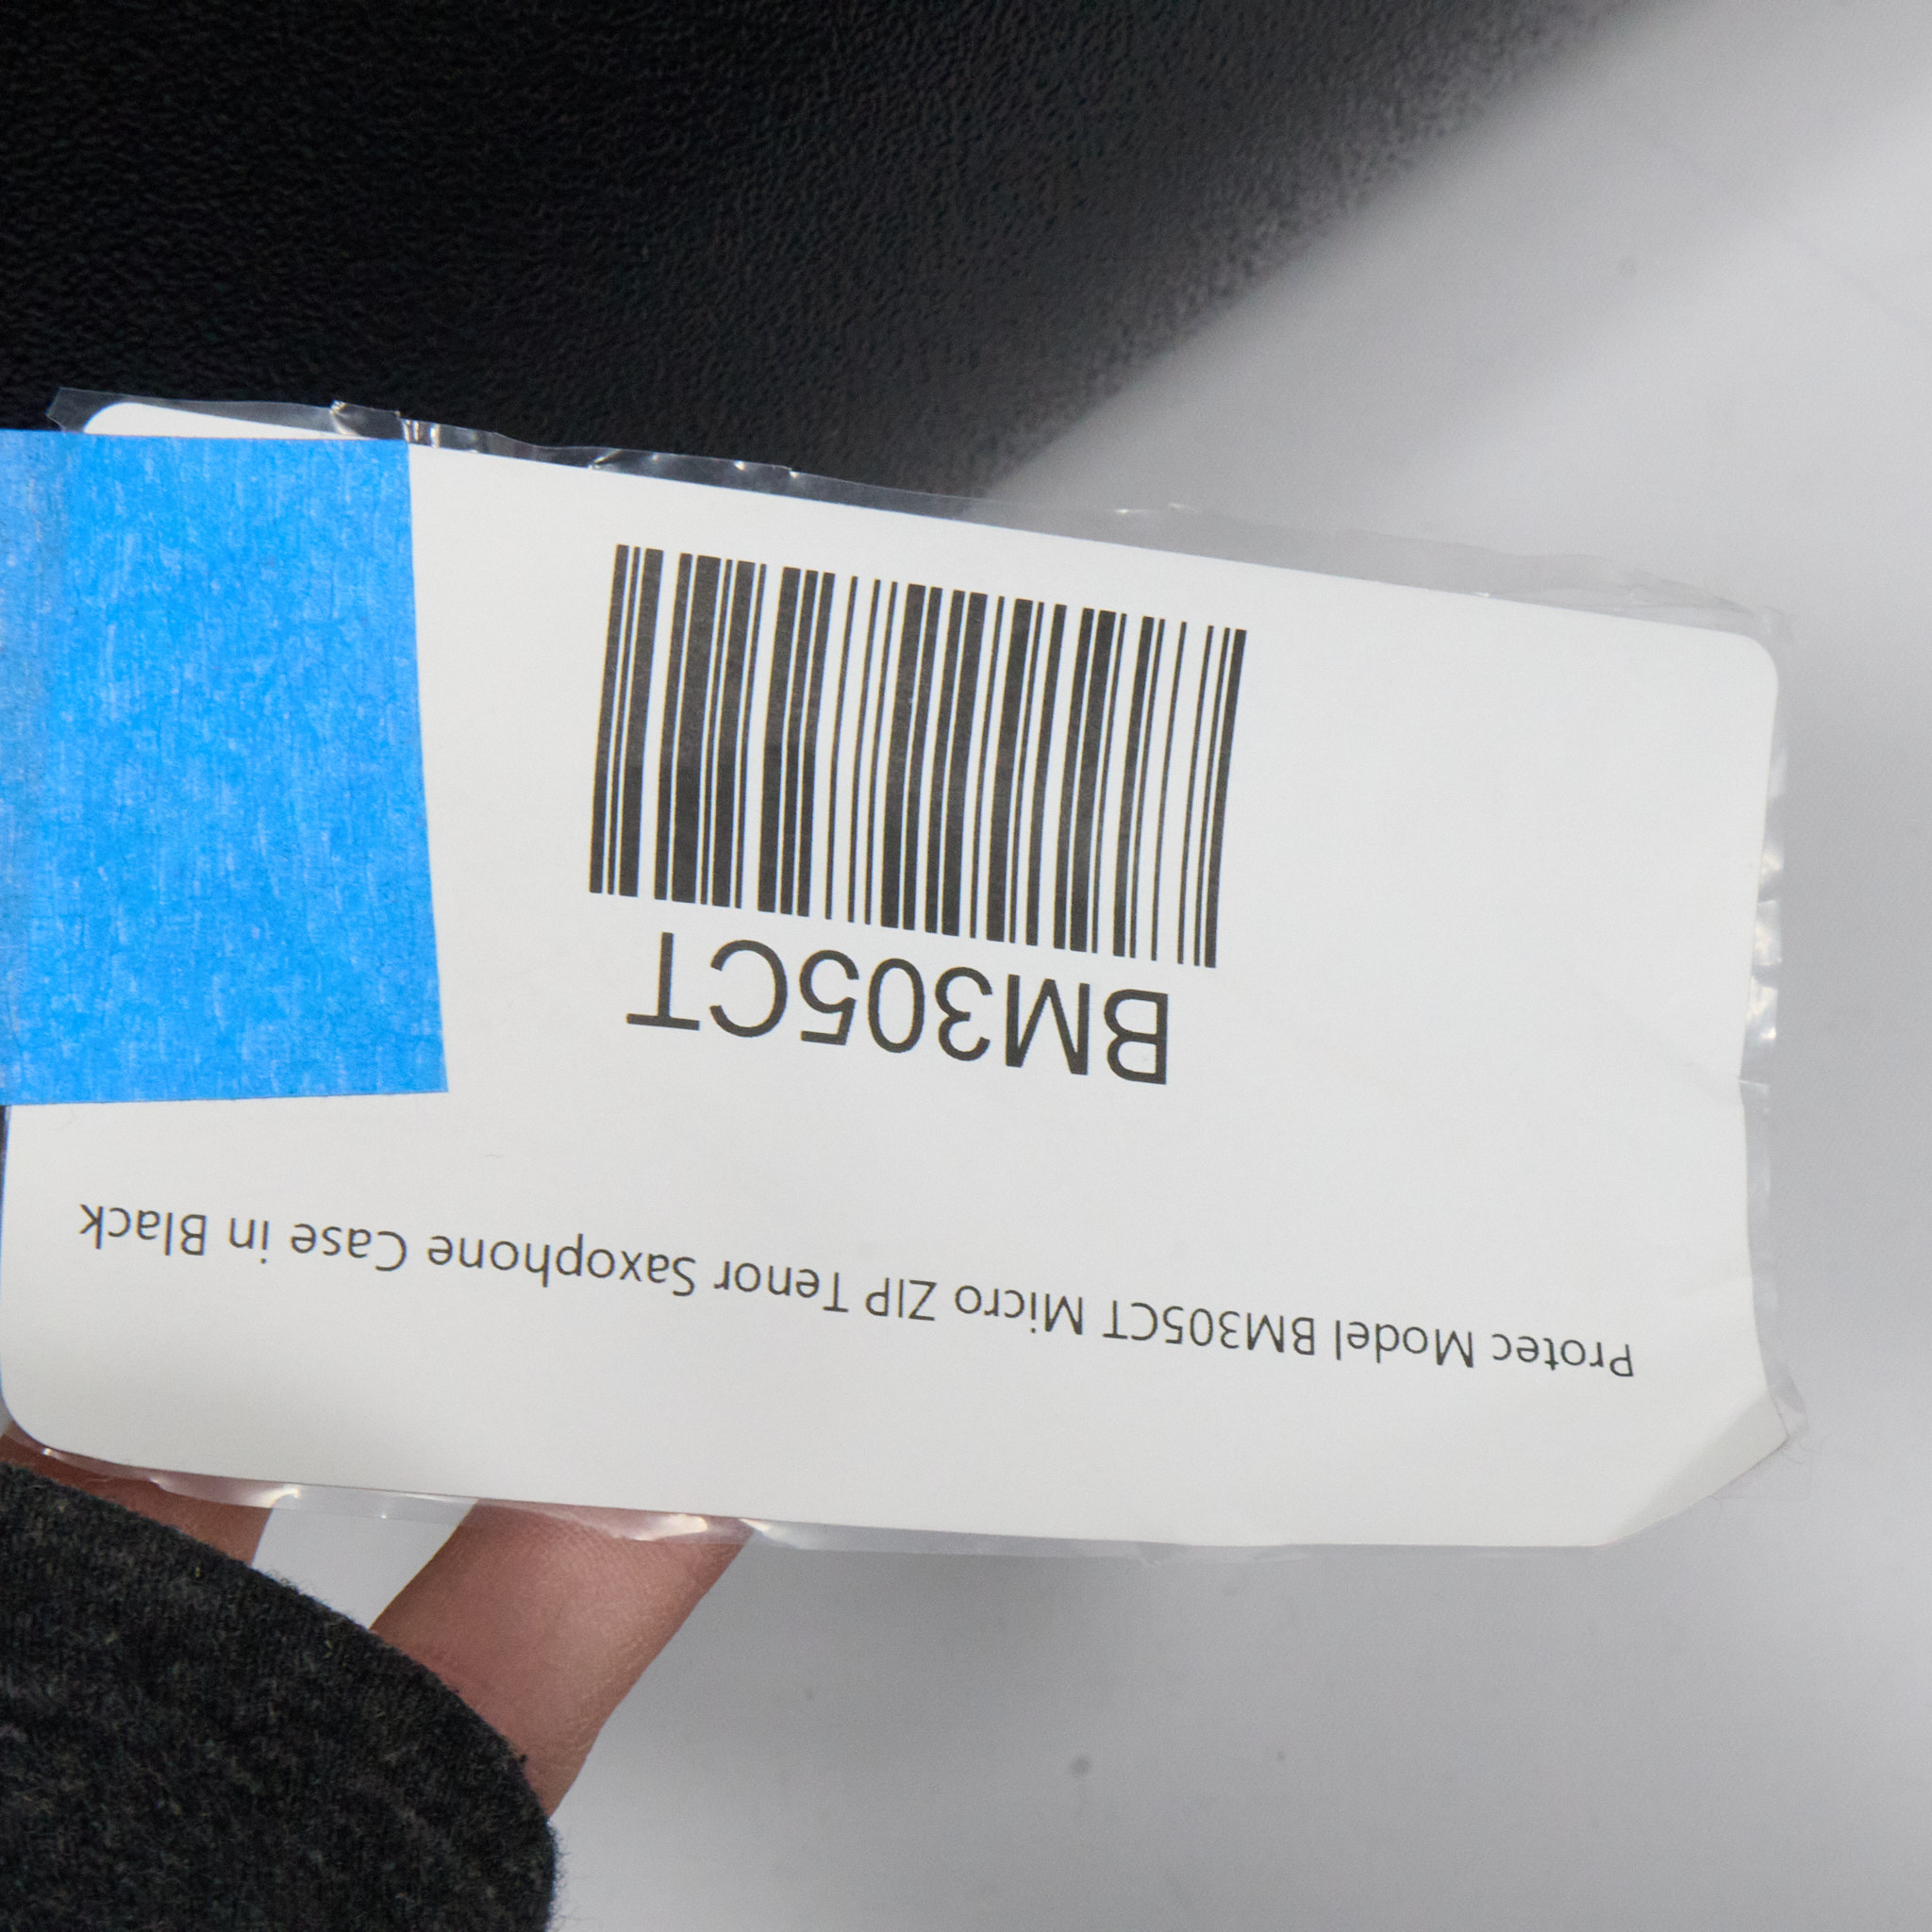 BM305CT
Protec Model BM305CT Micro ZIP Tenor Saxophone Case in Black